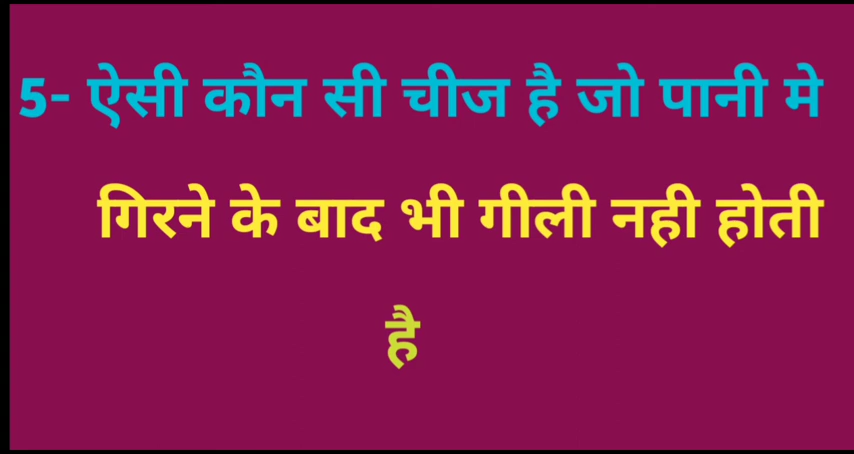 5- ऐसी कौन सी चीज है जो पानी मे
गिरने के बाद भी गीली नही होती
है